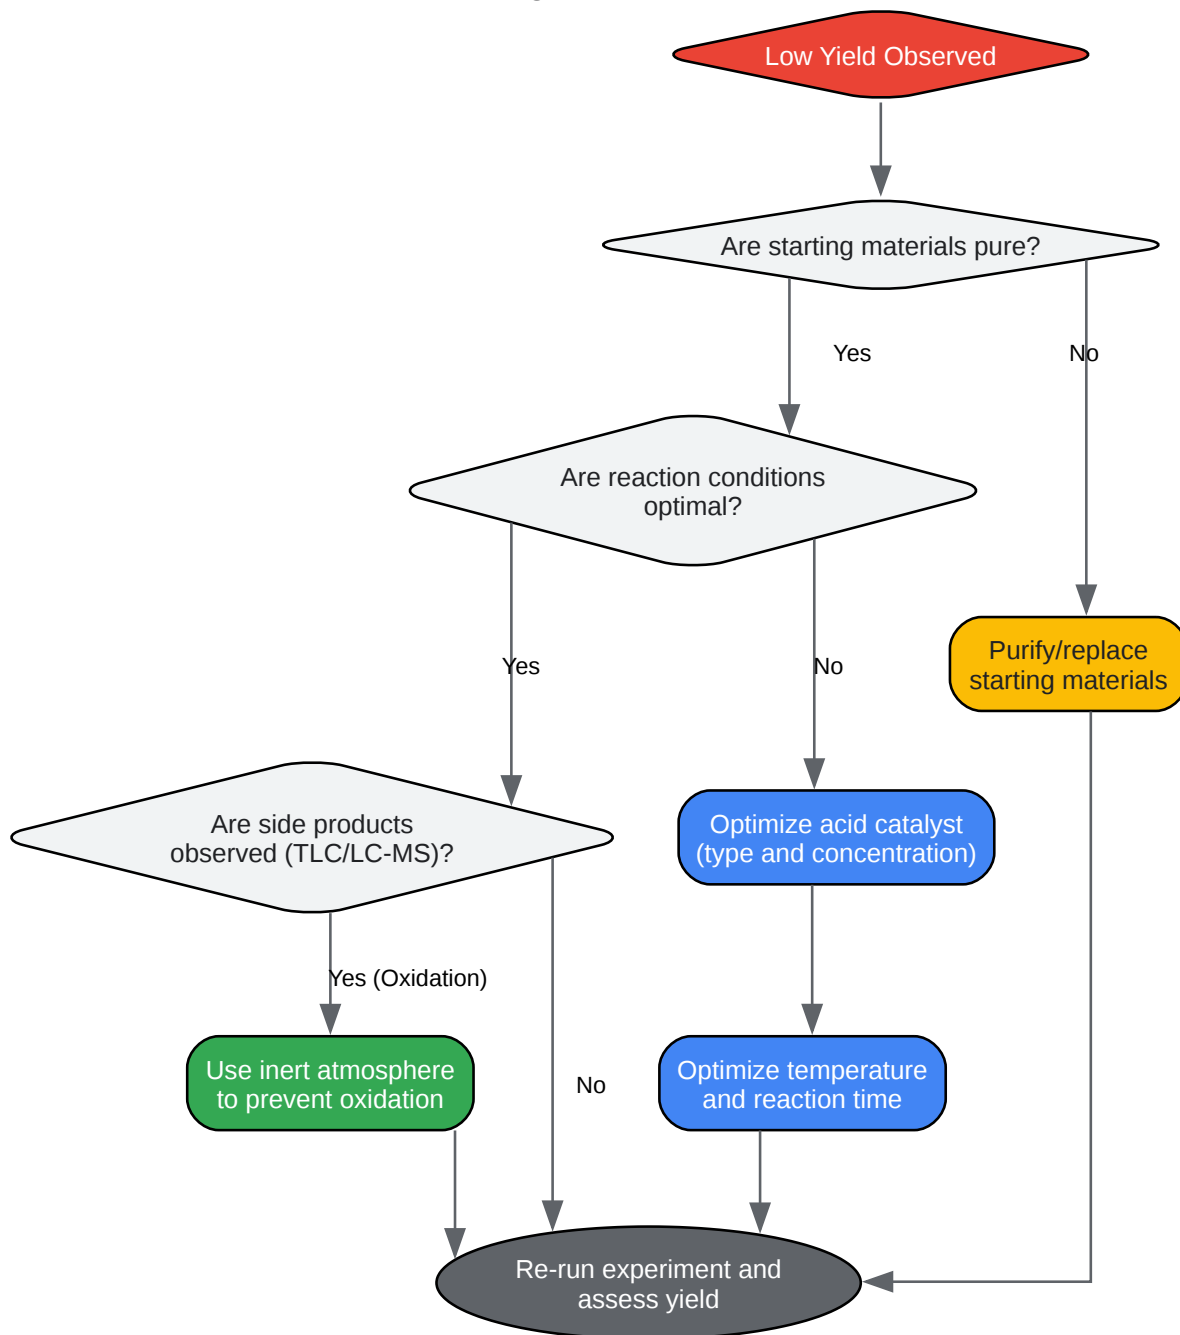 Low Yield Observed
Are starting materials pure?
Yes
No
Are reaction conditions
optimal?
Purify/replace
starting materials
Yes
No
Are side products
observed (TLC/LC-MS)?
Optimize acid catalyst
(type and concentration)
Yes (Oxidation)
Use inert atmosphere
to prevent oxidation
No
Optimize temperature
and reaction time
Re-run experiment and
assess yield